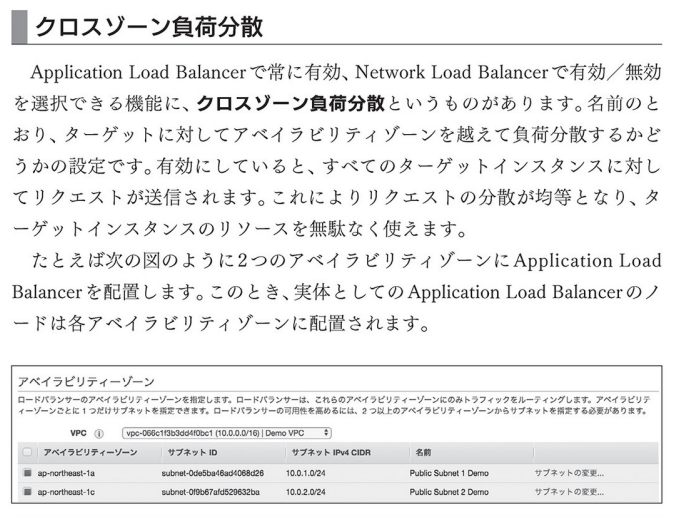 クロスゾーン負荷分散
Application Load Balancerで常に有効、Network Load Balancerで有効／無効
を選択できる機能に、クロスゾーン負荷分散というものがあります。名前のと
おり、ターゲットに対してアベイラビリティゾーンを越えて負荷分散するかど
うかの設定です。有効にしていると、すべてのターゲットインスタンスに対し
てリクエストが送信されます。これによりリクエストの分散が均等となり、タ
ーゲットインスタンスのリソースを無駄なく使えます。
たとえば次の図のように2つのアベイラビリティゾーンにApplication Load
Balancerを配置します。このとき、実体としてのApplication Load Balancerのノ
ードは各アベイラビリティゾーンに配置されます。
アベイラビリティーゾーン
ロードバランサーのアベイラビリティーゾーンを指定します。ロードバランサーは、これらのアベイラビリティーゾーンにのみトラフィックをルーティングします。アベイラビリテ
ィーゾーンごとに 1 つだけサブネットを指定できます。ロードバランサーの可用性を高めるには、2 つ以上のアベイラビリティーゾーンからサブネットを指定する必要があります。
VPC vpc-066c1f3b3dd4f0bc1 (10.0.0.0/16) | Demo VPC
アベイラビリティーゾーン サブネット ID サブネット IPv4 CIDR 名前
ap-northeast-1a subnet-0de5ba46ad4068d26 10.0.1.0/24 Public Subnet 1 Demo サブネットの変更...
ap-northeast-1c subnet-0f9b67afd529632ba 10.0.2.0/24 Public Subnet 2 Demo サブネットの変更...